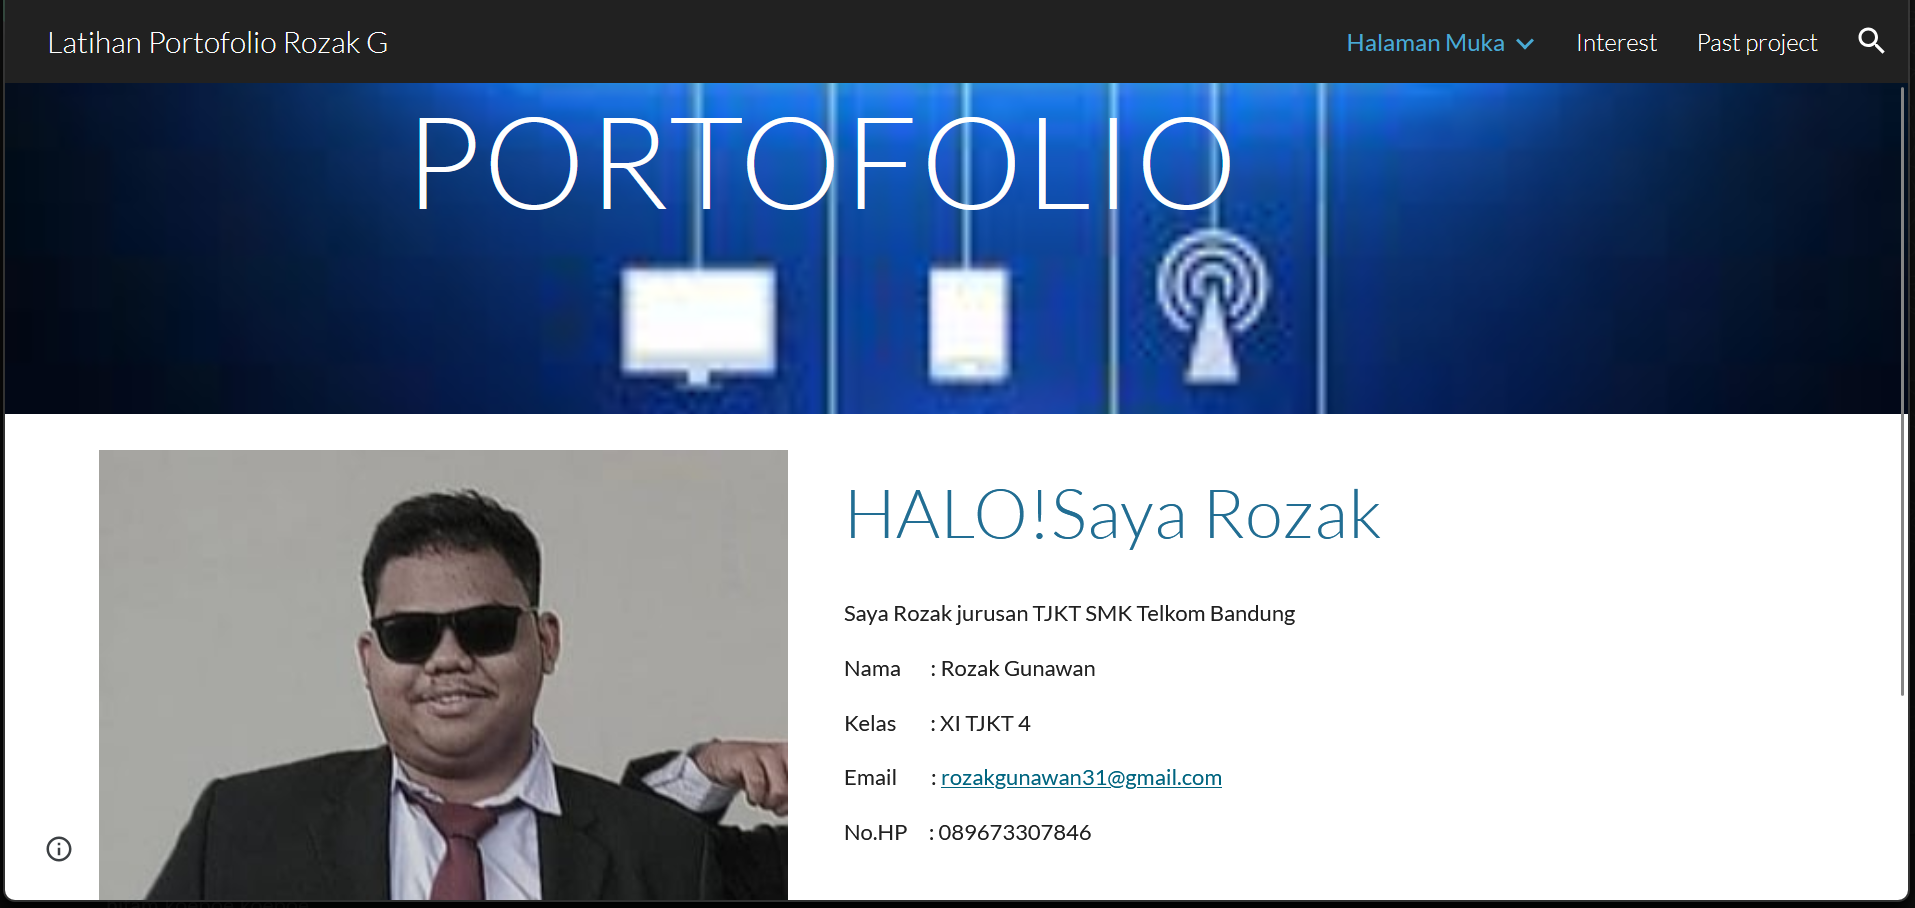 Latihan Portofolio Rozak G
Halaman Muka
Interest
Past project
PORTOFOLIO
HALO!Saya Rozak
Saya Rozak jurusan TJKT SMK Telkom Bandung
Nama : Rozak Gunawan
Kelas : XI TJKT 4
Email : rozakgunawan31@gmail.com
No.HP : 089673307846